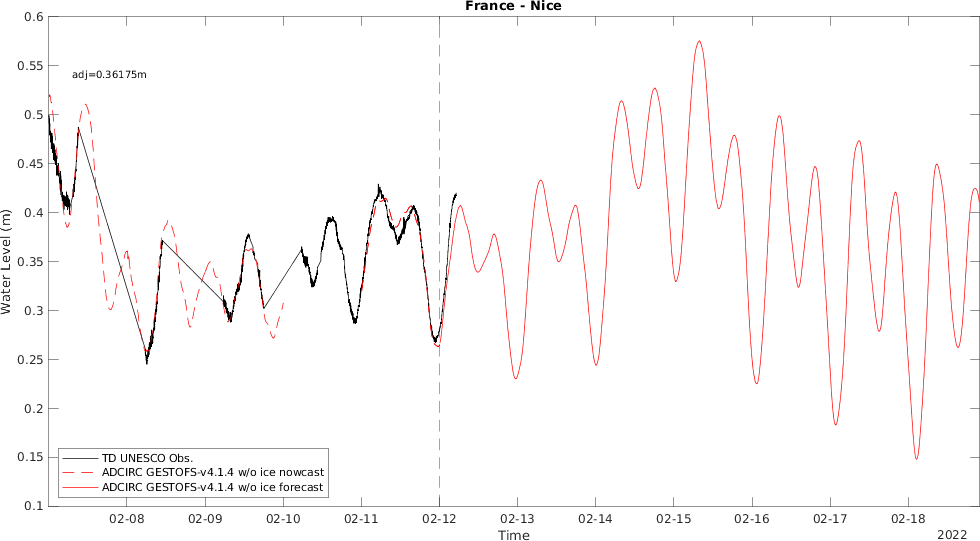 France - Nice
0.6
0.55
0.5
0.45
0.4
0.35
0.3
0.25
0.2
0.15
0.1
Water Level (m)
adj=0.36175m
TD UNESCO Obs.
ADCIRC GESTOFS-v4.1.4 w/o ice nowcast
ADCIRC GESTOFS-v4.1.4 w/o ice forecast
02-08 02-09 02-10 02-11 02-12 02-13 02-14 02-15 02-16 02-17 02-18
Time
2022